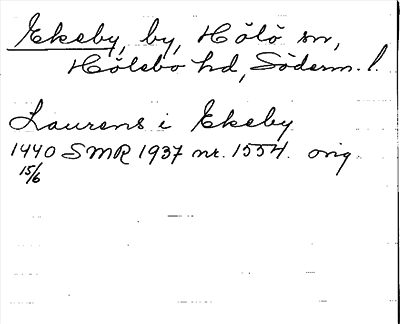 Ekeby, by, Hölö sn,
Hölebo hd, Söderm. l.
Laurens i Ekeby
1440 SMR 1937 nr. 1554. orig.
15/6